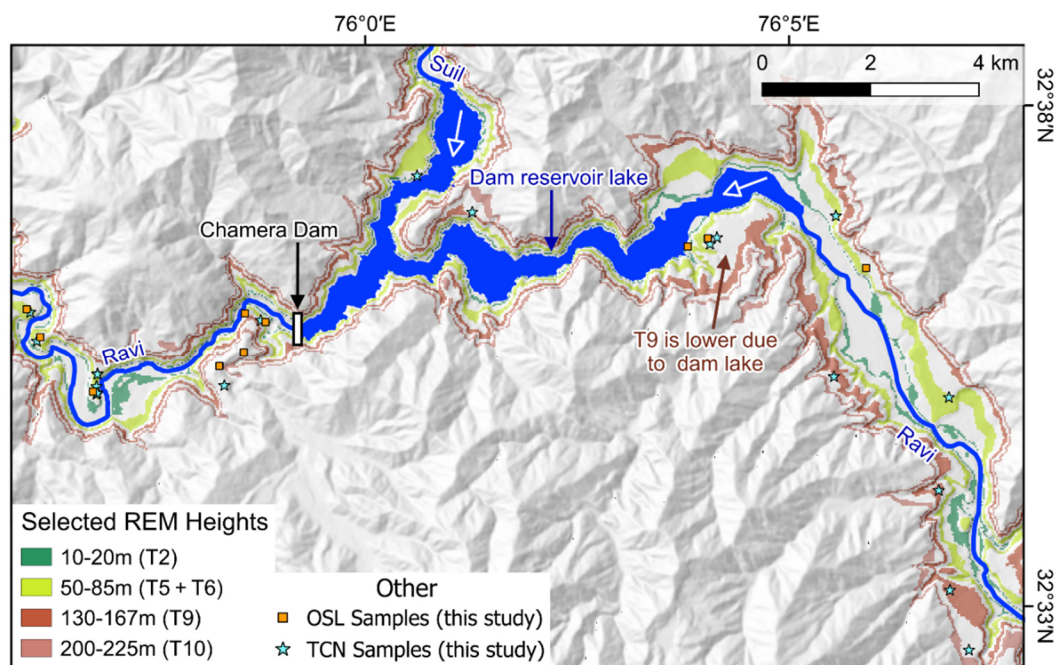 76°0′E
76°5′E
Suil
0 2 4 km
32°38′N
Dam reservoir lake
Chamera Dam
Ravi
T9 is lower due
to dam lake
Ravi
Selected REM Heights
10-20m (T2)
50-85m (T5 + T6)
130-167m (T9)
200-225m (T10)
Other
OSL Samples (this study)
TCN Samples (this study)
32°33′N